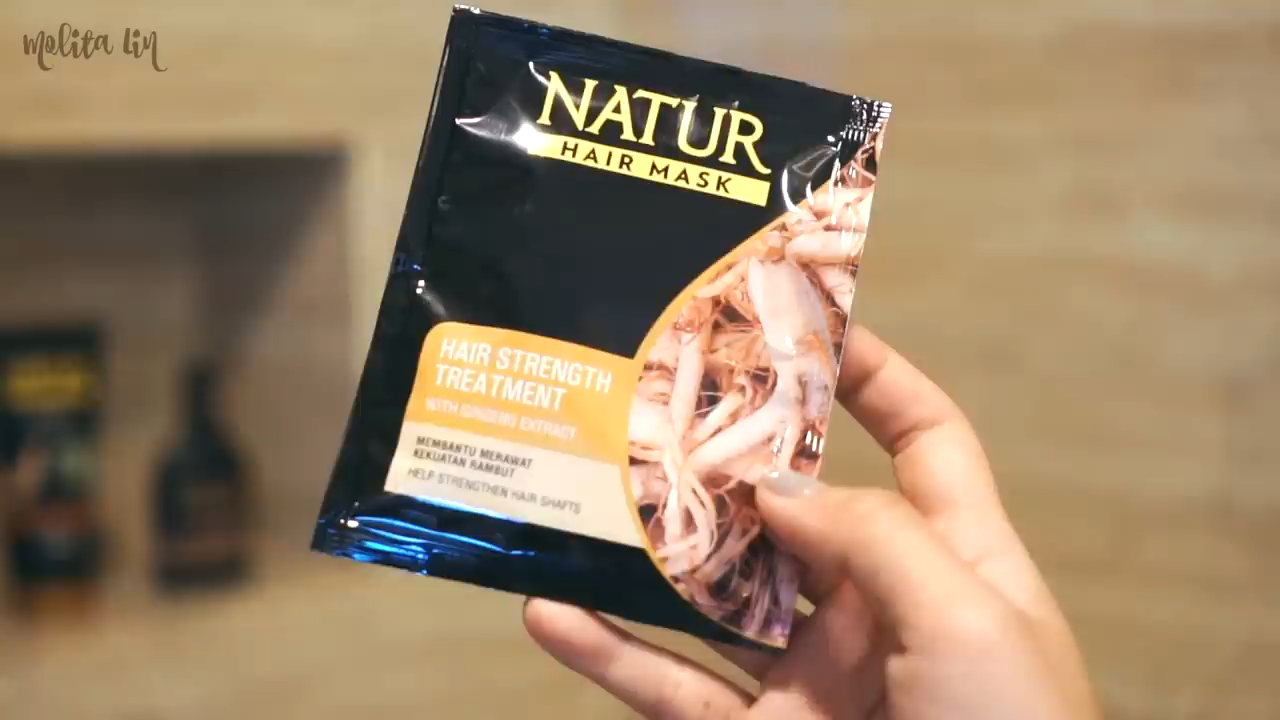 Melita Lin
NATUR
HAIR MASK
HAIR STRENGTH
TREATMENT
WITH GINSENG EXTRACT
MEMBANTU MERAWAT
KEKUATAN RAMBUT
HELP STRENGTHEN HAIR SHAFTS